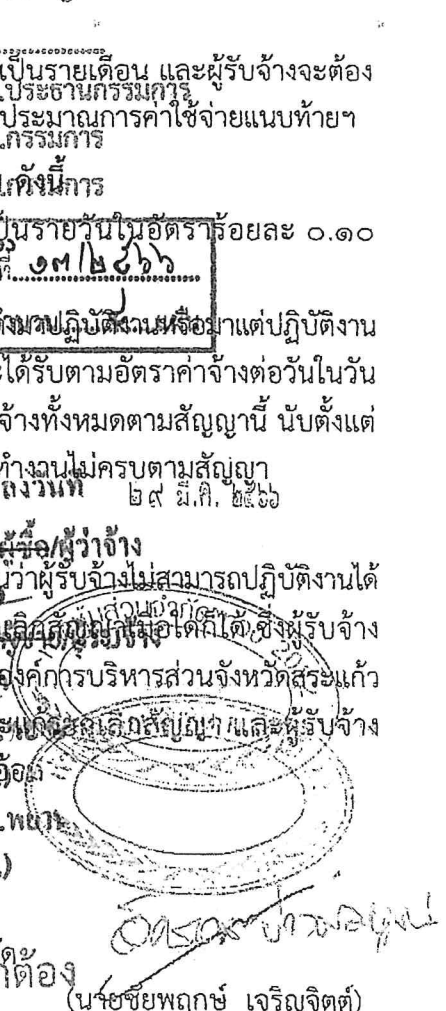 เป็นรายเดือน และผู้รับจ้างจะต้อง
ประธานกรรมการ
ประมาณการค่าใช้จ่ายแนบท้ายฯ
กรรมการ
ดังนี้
เป็นรายวันในอัตราร้อยละ ๐.๑๐
ที่ ๑๓/๒๕๖๖
มาปฏิบัติงานหรือมาแต่ปฏิบัติงาน
ะได้รับตามอัตราค่าจ้างต่อวันในวัน
จ้างทั้งหมดตามสัญญานี้ นับตั้งแต่
ทำงานไม่ครบตามสัญญา
ลงวันที่ ๒๙ มี.ค. ๒๕๖๖
ผู้ซื้อ/ผู้ว่าจ้าง
นว่าผู้รับจ้างไม่สามารถปฏิบัติงานได้
เลิกสัญญาเมื่อใดก็ได้ ซึ่งผู้รับจ้าง
องค์การบริหารส่วนจังหวัดสระแก้ว
บอกเลิกสัญญา และผู้รับจ้าง
พยาน
(นายชัยพฤกษ์ เจริญจิตต์)